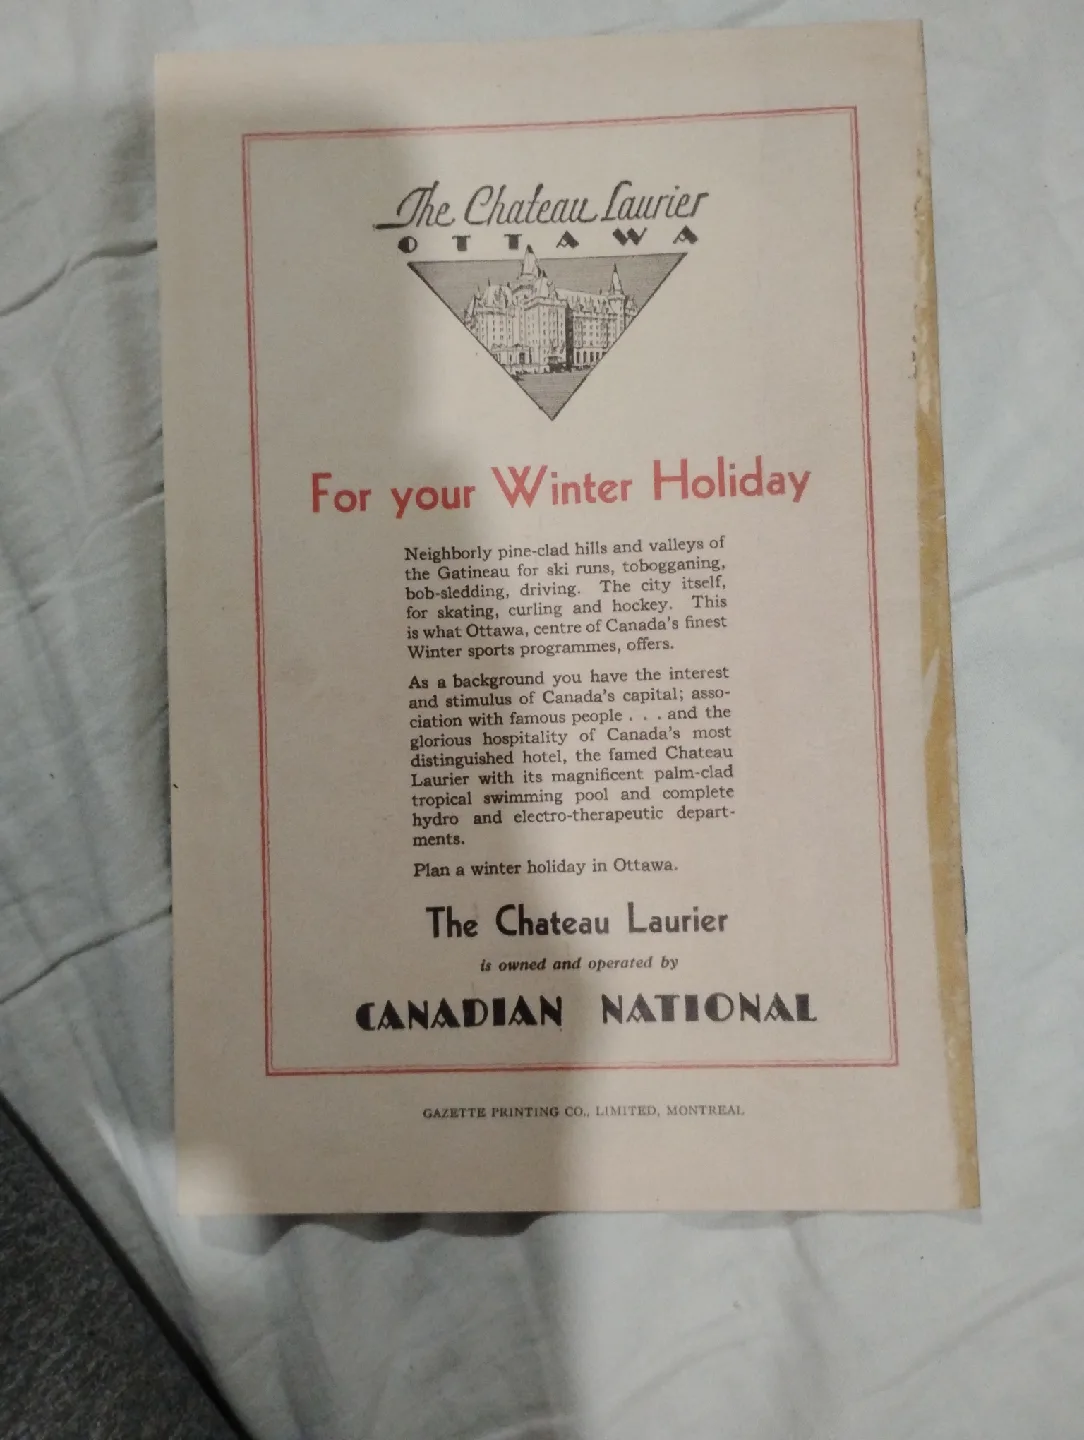 The Chateau Laurier
OTTAWA
For your Winter Holiday
Neighborly pine-clad hills and valleys of
the Gatineau for ski runs, tobogganing,
bob-sledding, driving. The city itself,
for skating, curling and hockey. This
is what Ottawa, centre of Canada's finest
Winter sports programmes, offers.
As a background you have the interest
and stimulus of Canada's capital; asso-
ciation with famous people . . . and the
glorious hospitality of Canada's most
distinguished hotel, the famed Chateau
Laurier with its magnificent palm-clad
tropical swimming pool and complete
hydro and electro-therapeutic depart-
ments.
Plan a winter holiday in Ottawa.
The Chateau Laurier
is owned and operated by
CANADIAN NATIONAL
GAZETTE PRINTING CO., LIMITED, MONTREAL